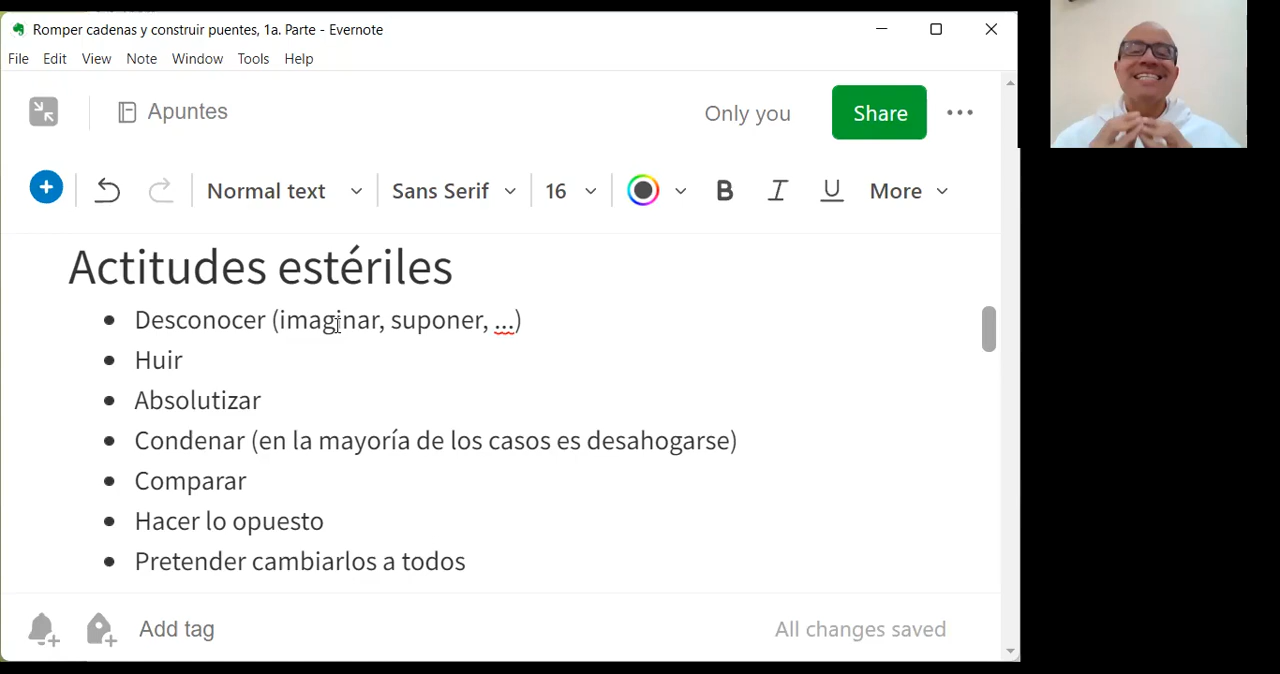 Romper cadenas y construir puentes, 1a. Parte - Evernote
File Edit View Note Window Tools Help
Apuntes Only you Share
Normal text Sans Serif 16 B I U More
Actitudes estériles
• Desconocer (imaginar, suponer, ...)
• Huir
• Absolutizar
• Condenar (en la mayoría de los casos es desahogarse)
• Comparar
• Hacer lo opuesto
• Pretender cambiarlos a todos
Add tag All changes saved